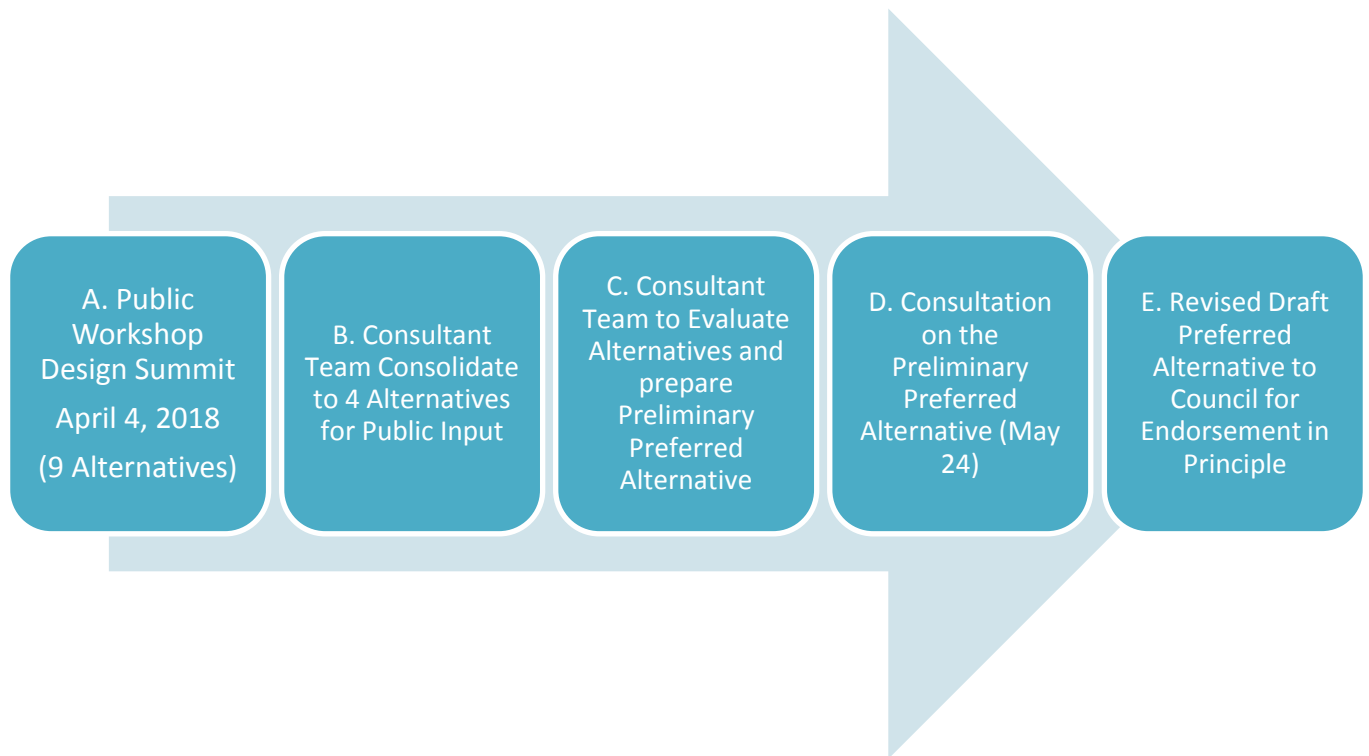 A. Public
Workshop
Design Summit
April 4, 2018
(9 Alternatives)
B. Consultant
Team Consolidate
to 4 Alternatives
for Public Input
C. Consultant
Team to Evaluate
Alternatives and
prepare
Preliminary
Preferred
Alternative
D. Consultation
on the
Preliminary
Preferred
Alternative (May
24)
E. Revised Draft
Preferred
Alternative to
Council for
Endorsement in
Principle